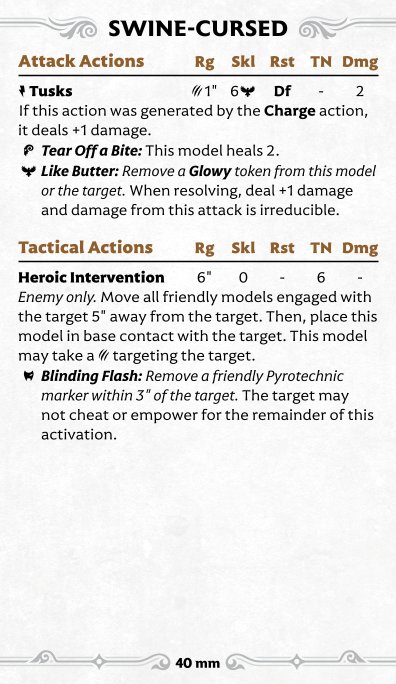 SWINE-CURSED
Attack Actions Rg Skl Rst TN Dmg
Tusks 1" 6 Df - 2
If this action was generated by the Charge action,
it deals +1 damage.
Tear Off a Bite: This model heals 2.
Like Butter: Remove a Glowy token from this model
or the target. When resolving, deal +1 damage
and damage from this attack is irreducible.
Tactical Actions Rg Skl Rst TN Dmg
Heroic Intervention 6" 0 - 6 -
Enemy only. Move all friendly models engaged with
the target 5" away from the target. Then, place this
model in base contact with the target. This model
may take a targeting the target.
Blinding Flash: Remove a friendly Pyrotechnic
marker within 3" of the target. The target may
not cheat or empower for the remainder of this
activation.
40 mm